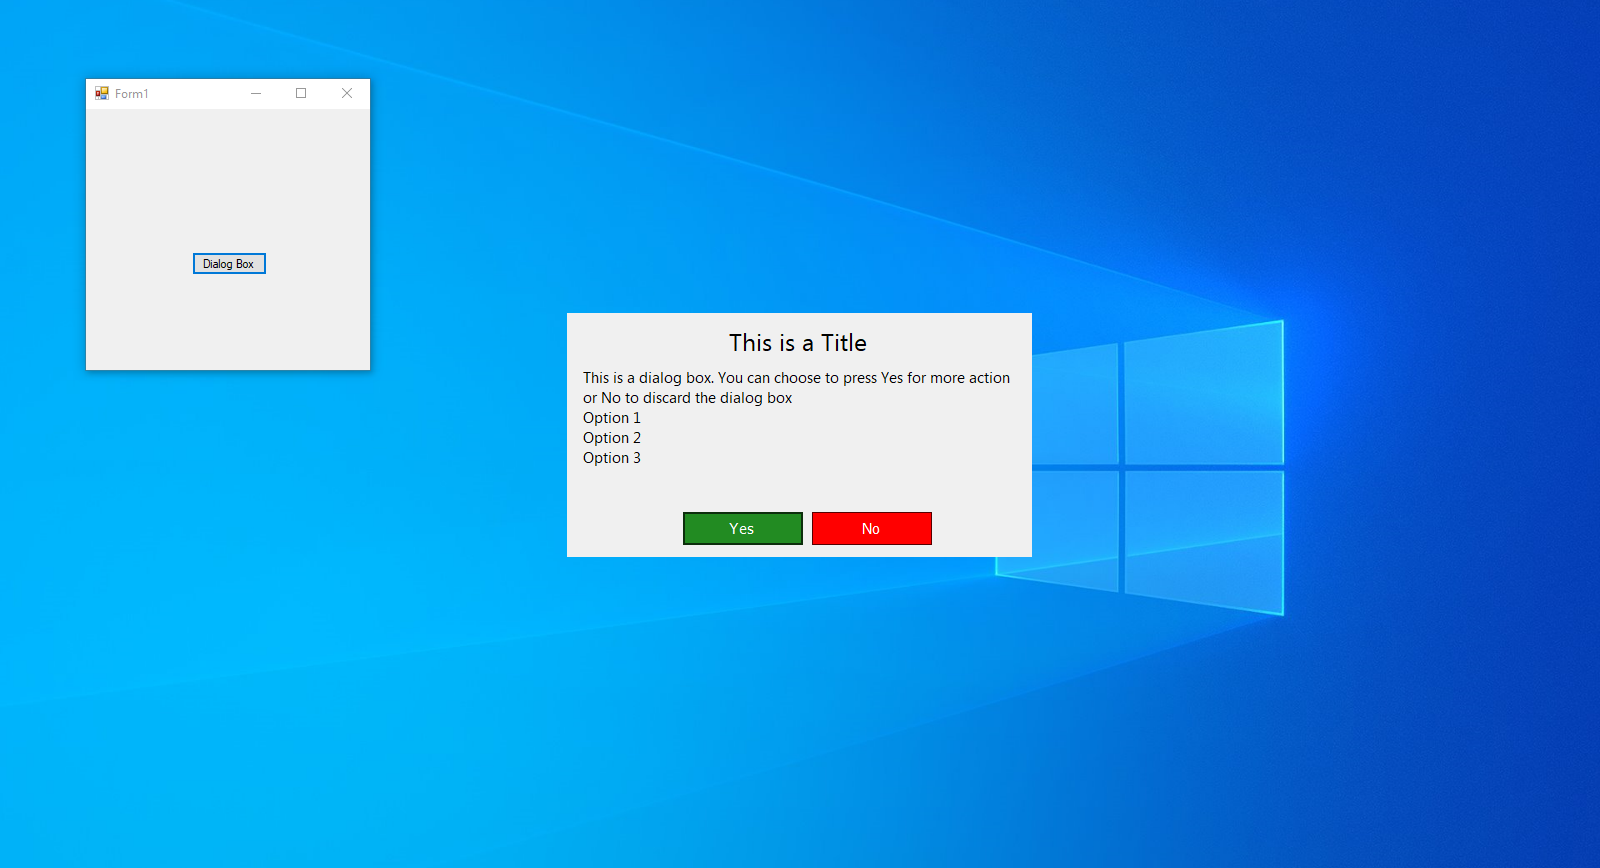 Form1
Dialog Box
This is a Title
This is a dialog box. You can choose to press Yes for more action
or No to discard the dialog box
Option 1
Option 2
Option 3
Yes No